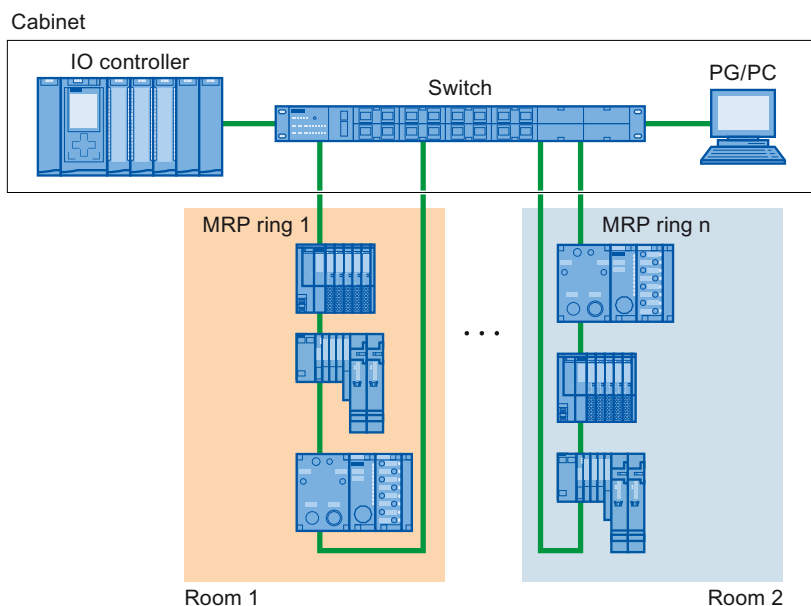 Cabinet
IO controller
Switch
PG/PC
MRP ring 1
MRP ring n
. . .
Room 1
Room 2